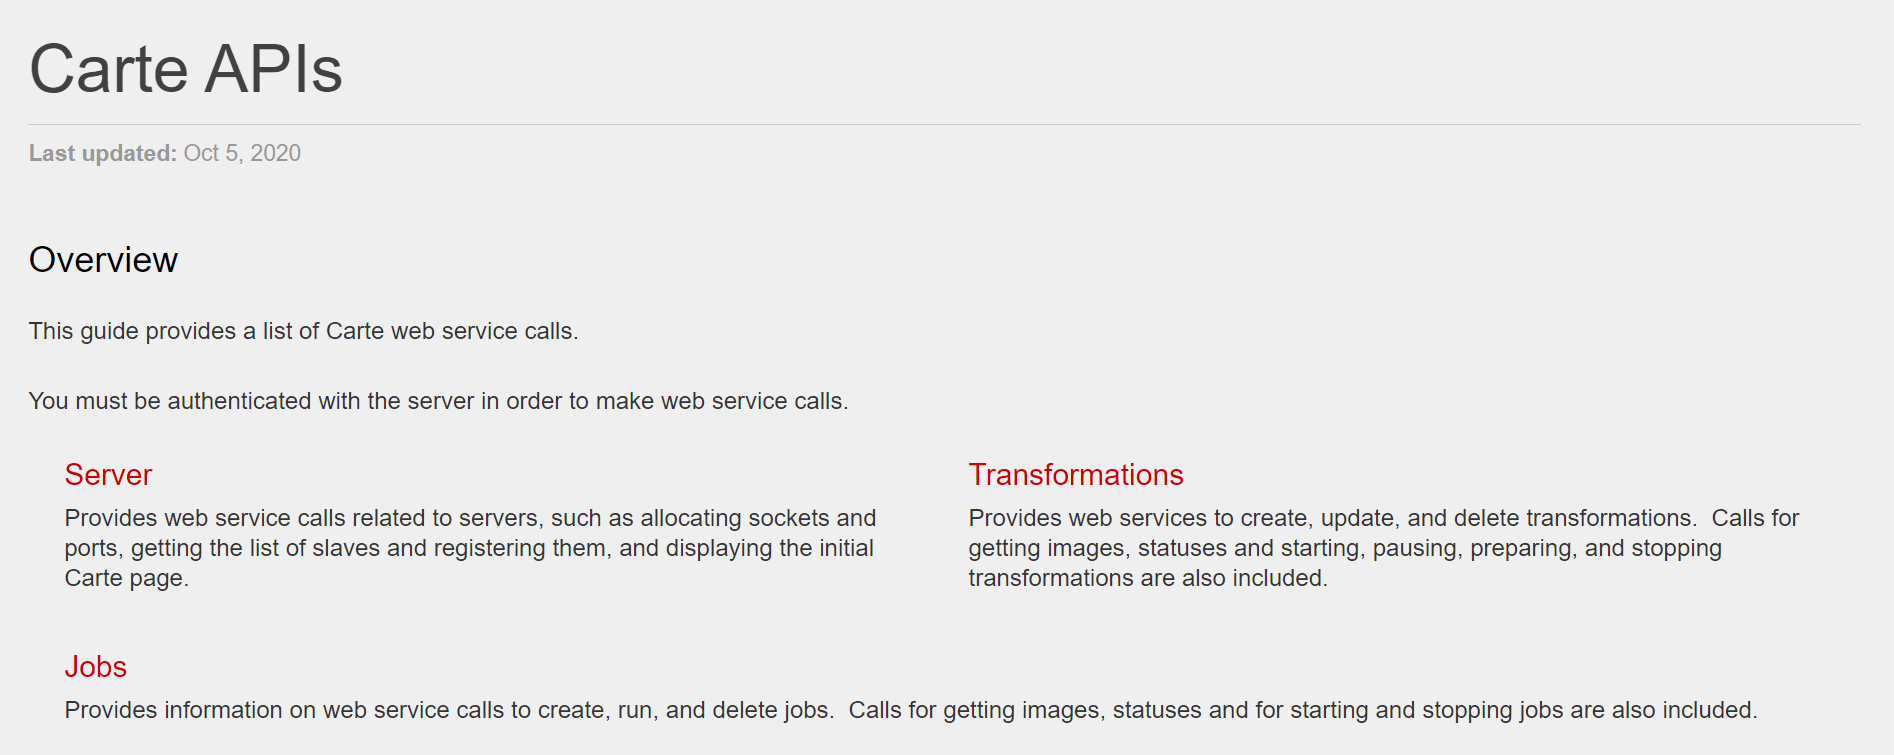 Carte APIs
Last updated: Oct 5, 2020
Overview
This guide provides a list of Carte web service calls.
You must be authenticated with the server in order to make web service calls.
Server
Provides web service calls related to servers, such as allocating sockets and
ports, getting the list of slaves and registering them, and displaying the initial
Carte page.
Transformations
Provides web services to create, update, and delete transformations.  Calls for
getting images, statuses and starting, pausing, preparing, and stopping
transformations are also included.
Jobs
Provides information on web service calls to create, run, and delete jobs.  Calls for getting images, statuses and for starting and stopping jobs are also included.